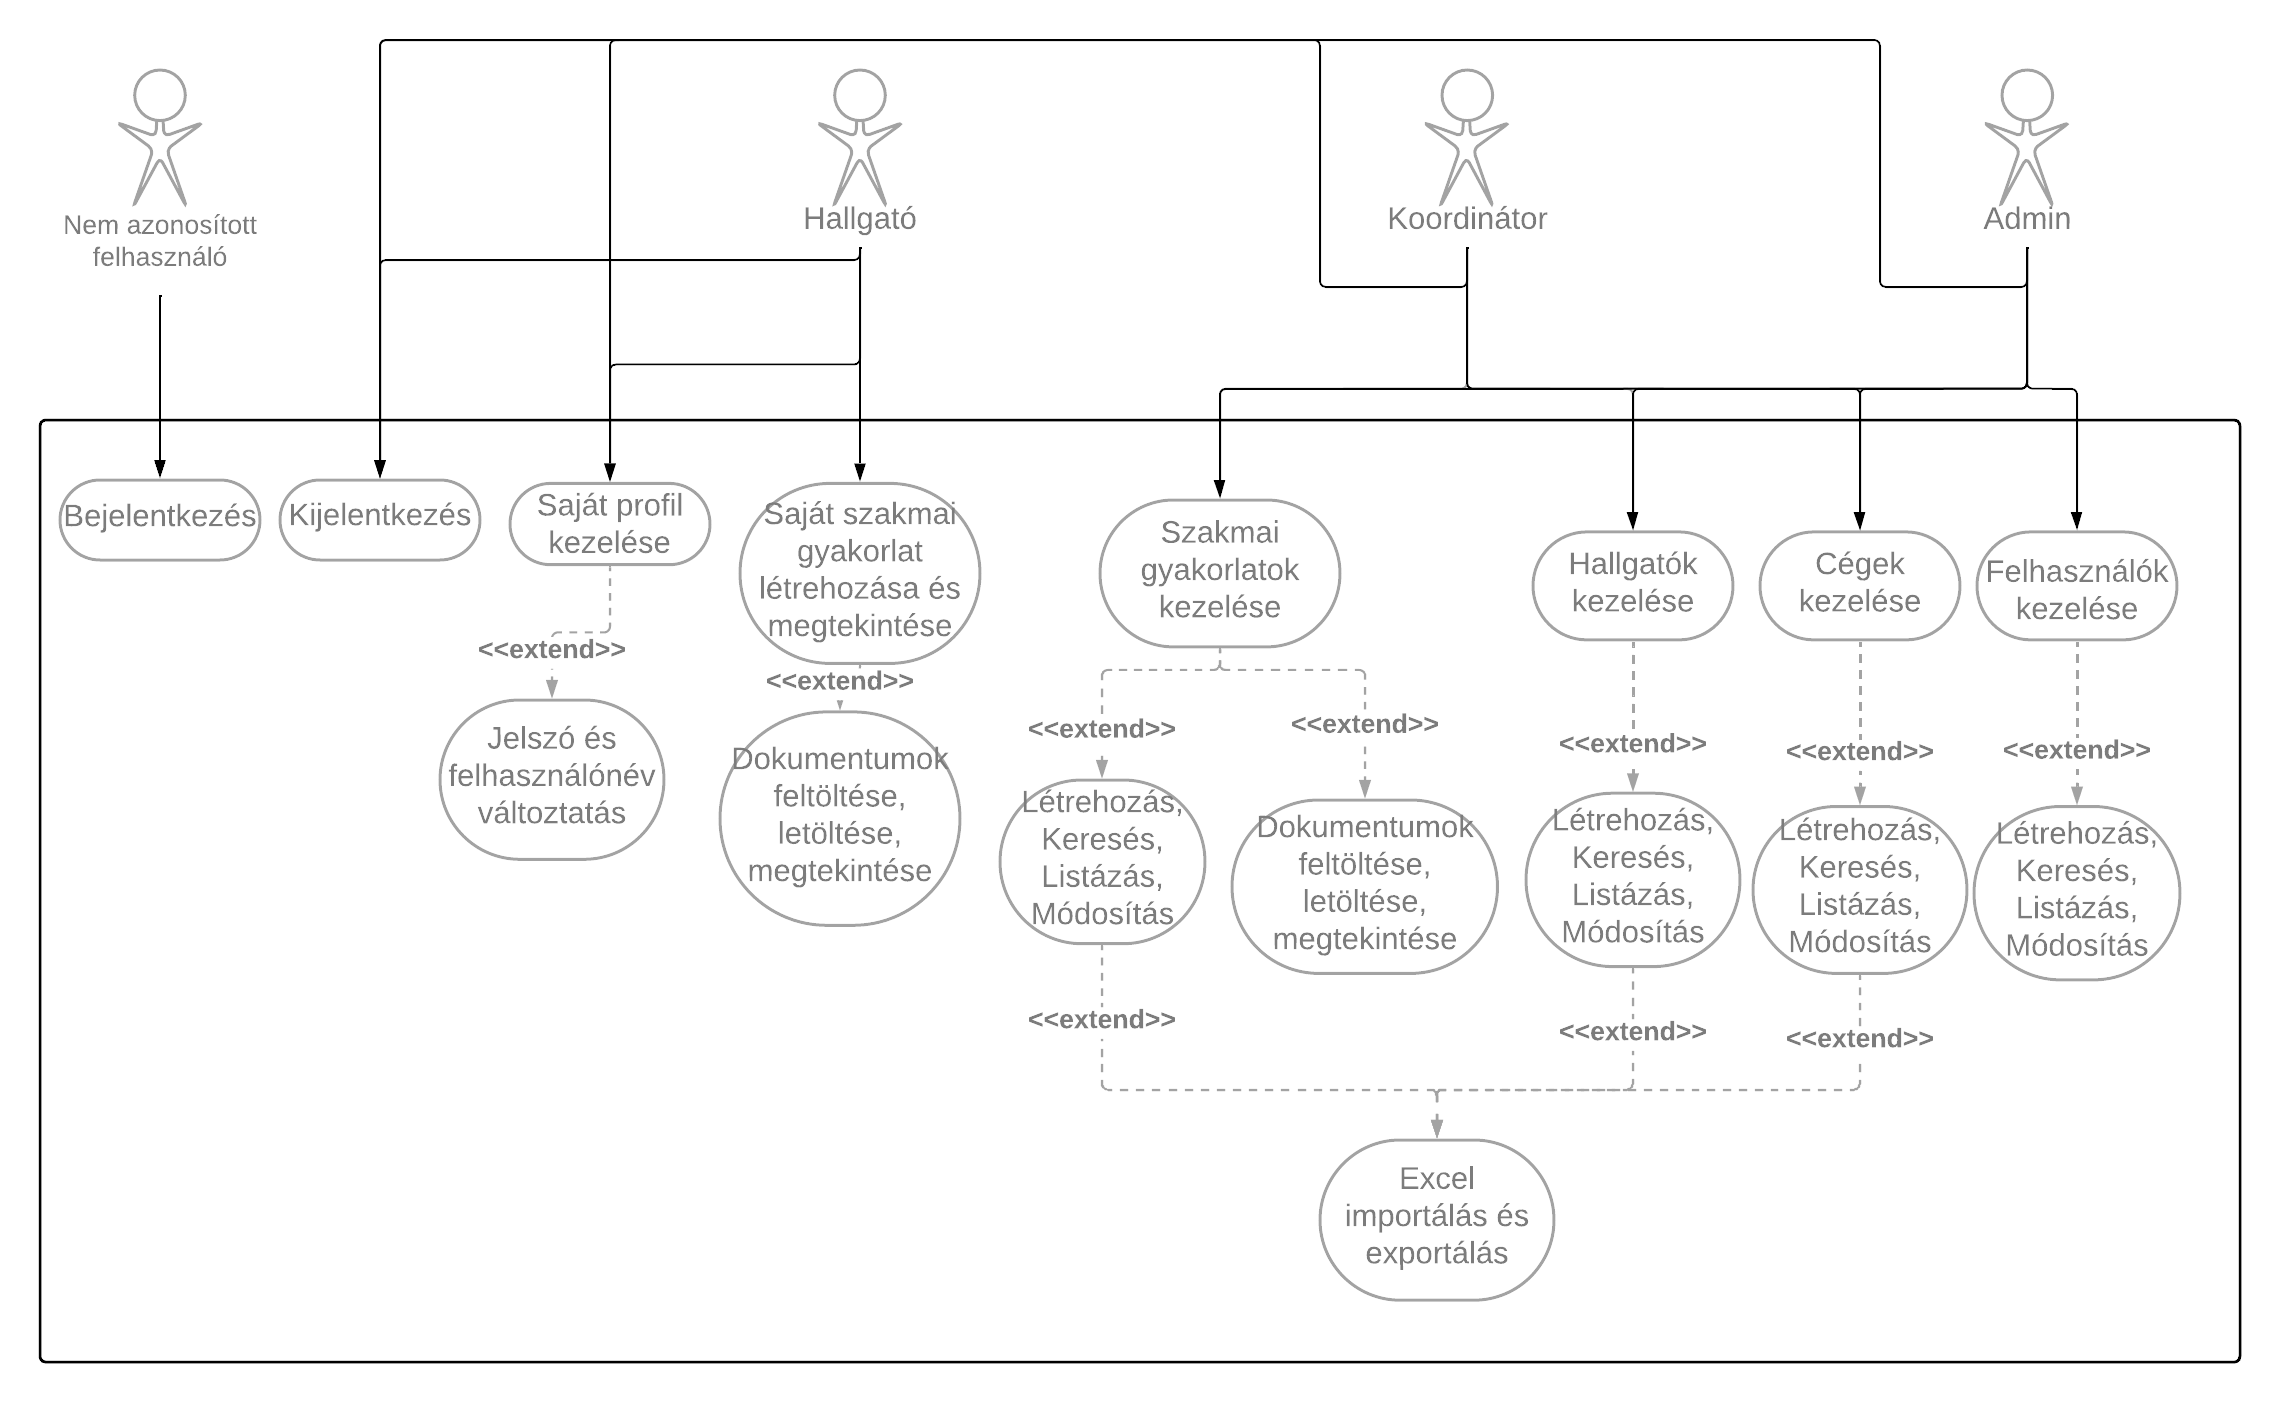 Nem azonosított
felhasználó
Hallgató
Koordinátor
Admin
Bejelentkezés
Kijelentkezés
Saját profil
kezelése
Saját szakmai
gyakorlat
létrehozása és
megtekintése
Szakmai
gyakorlatok
kezelése
Hallgatók
kezelése
Cégek
kezelése
Felhasználók
kezelése
<<extend>>
<<extend>>
<<extend>>
<<extend>>
<<extend>>
<<extend>>
<<extend>>
Jelszó és
felhasználónév
változtatás
Dokumentumok
feltöltése,
letöltése,
megtekintése
Létrehozás,
Keresés,
Listázás,
Módosítás
Dokumentumok
feltöltése,
letöltése,
megtekintése
Létrehozás,
Keresés,
Listázás,
Módosítás
Létrehozás,
Keresés,
Listázás,
Módosítás
Létrehozás,
Keresés,
Listázás,
Módosítás
<<extend>>
<<extend>>
<<extend>>
Excel
importálás és
exportálás